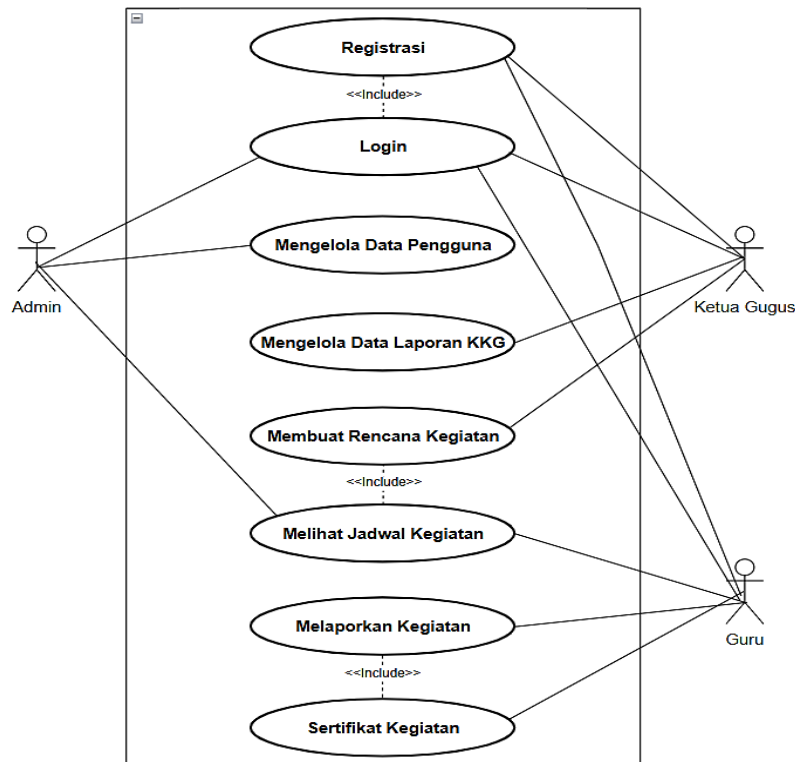 Registrasi
<<Include>>
Login
Mengelola Data Pengguna
Admin
Ketua Gugus
Mengelola Data Laporan KKG
Membuat Rencana Kegiatan
<<Include>>
Melihat Jadwal Kegiatan
Melaporkan Kegiatan
Guru
<<Include>>
Sertifikat Kegiatan